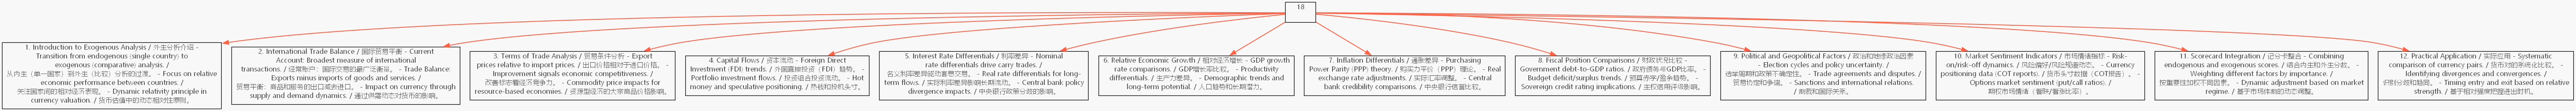 18
1. Introduction to Exogenous Analysis / 外生分析介绍 -
Transition from endogenous (single country) to
exogenous (comparative) analysis. /
从内生（单一国家）到外生（比较）分析的过渡。 - Focus on relative
economic performance between countries. /
关注国家间的相对经济表现。 - Dynamic relativity principle in
currency valuation. / 货币估值中的动态相对性原则。
2. International Trade Balance / 国际贸易平衡 - Current
Account: Broadest measure of international
transactions. / 经常帐户：国际交易的最广泛衡量。 - Trade Balance:
Exports minus imports of goods and services. /
贸易平衡：商品和服务的出口减去进口。 - Impact on currency through
supply and demand dynamics. / 通过供需动态对货币的影响。
3. Terms of Trade Analysis / 贸易条件分析 - Export
prices relative to import prices. / 出口价格相对于进口价格。 -
Improvement signals economic competitiveness. /
改善标志着经济竞争力。 - Commodity price impacts for
resource-based economies. / 资源型经济的大宗商品价格影响。
4. Capital Flows / 资本流动 - Foreign Direct
Investment (FDI) trends. / 外国直接投资（FDI）趋势。 -
Portfolio investment flows. / 投资组合投资流动。 - Hot
money and speculative positioning. / 热钱和投机头寸。
5. Interest Rate Differentials / 利率差异 - Nominal
rate differentials drive carry trades. /
名义利率差异驱动套息交易。 - Real rate differentials for long-
term flows. / 实际利率差异影响长期流动。 - Central bank policy
divergence impacts. / 中央银行政策分歧的影响。
6. Relative Economic Growth / 相对经济增长 - GDP growth
rate comparisons. / GDP增长率比较。 - Productivity
differentials. / 生产力差异。 - Demographic trends and
long-term potential. / 人口趋势和长期潜力。
7. Inflation Differentials / 通胀差异 - Purchasing
Power Parity (PPP) theory. / 购买力平价（PPP）理论。 - Real
exchange rate adjustments. / 实际汇率调整。 - Central
bank credibility comparisons. / 中央银行信誉比较。
8. Fiscal Position Comparisons / 财政状况比较 -
Government debt-to-GDP ratios. / 政府债务与GDP比率。 -
Budget deficit/surplus trends. / 预算赤字/盈余趋势。 -
Sovereign credit rating implications. / 主权信用评级影响。
9. Political and Geopolitical Factors / 政治和地缘政治因素
- Election cycles and policy uncertainty. /
选举周期和政策不确定性。 - Trade agreements and disputes. /
贸易协定和争端。 - Sanctions and international relations.
/ 制裁和国际关系。
10. Market Sentiment Indicators / 市场情绪指标 - Risk-
on/risk-off dynamics. / 风险偏好/风险规避动态。 - Currency
positioning data (COT reports). / 货币头寸数据（COT报告）。 -
Options market sentiment (put/call ratios). /
期权市场情绪（看跌/看涨比率）。
11. Scorecard Integration / 记分卡整合 - Combining
endogenous and exogenous scores. / 结合内生和外生分数。 -
Weighting different factors by importance. /
按重要性加权不同因素。 - Dynamic adjustment based on market
regime. / 基于市场体制的动态调整。
12. Practical Application / 实际应用 - Systematic
comparison of currency pairs. / 货币对的系统化比较。 -
Identifying divergences and convergences. /
识别分歧和趋同。 - Timing entry and exit based on relative
strength. / 基于相对强度把握进出时机。